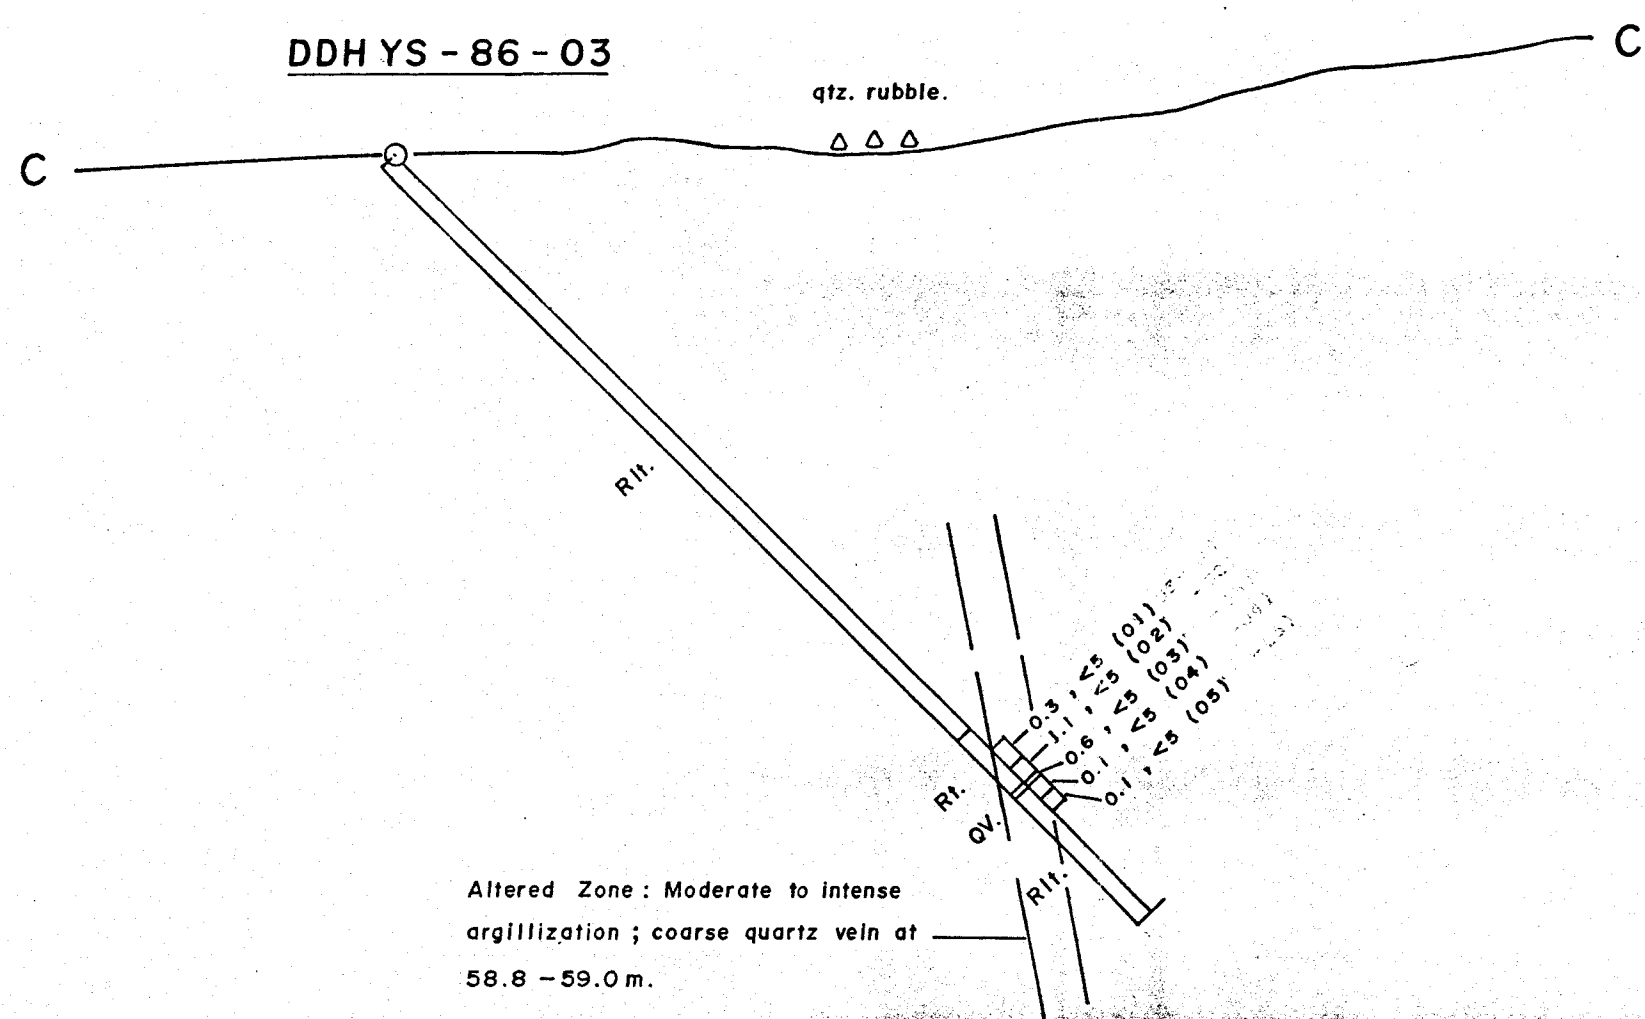 DDH YS - 86 - 03
C
qtz. rubble.
C
Rlt.
0.3 , <5 (01)
1.1 , <5 (02)
0.6 , <5 (03)
0.1 , <5 (04)
0.1 , <5 (05)
Rt.
QV.
Rlt.
Altered Zone : Moderate to intense
argillization ; coarse quartz vein at
58.8 - 59.0 m.